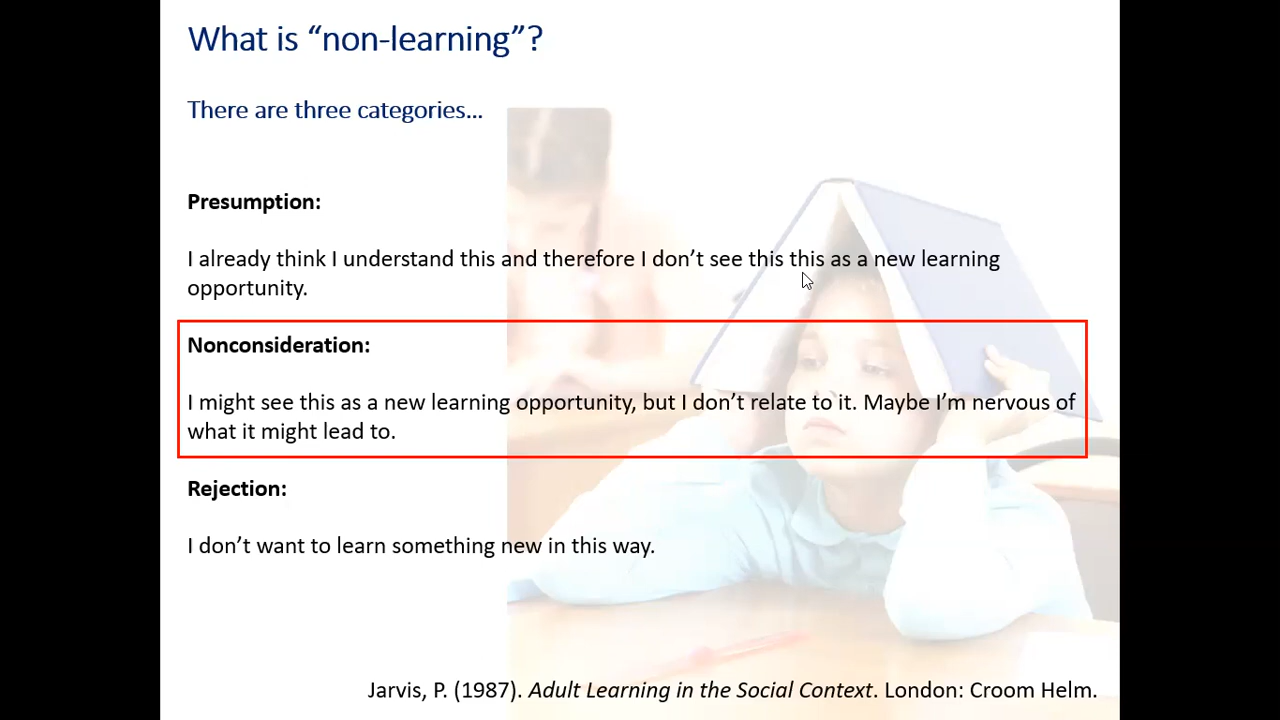 What is “non-learning”?
There are three categories…
Presumption:
I already think I understand this and therefore I don’t see this this as a new learning
opportunity.
Nonconsideration:
I might see this as a new learning opportunity, but I don’t relate to it. Maybe I’m nervous of
what it might lead to.
Rejection:
I don’t want to learn something new in this way.
Jarvis, P. (1987). Adult Learning in the Social Context. London: Croom Helm.